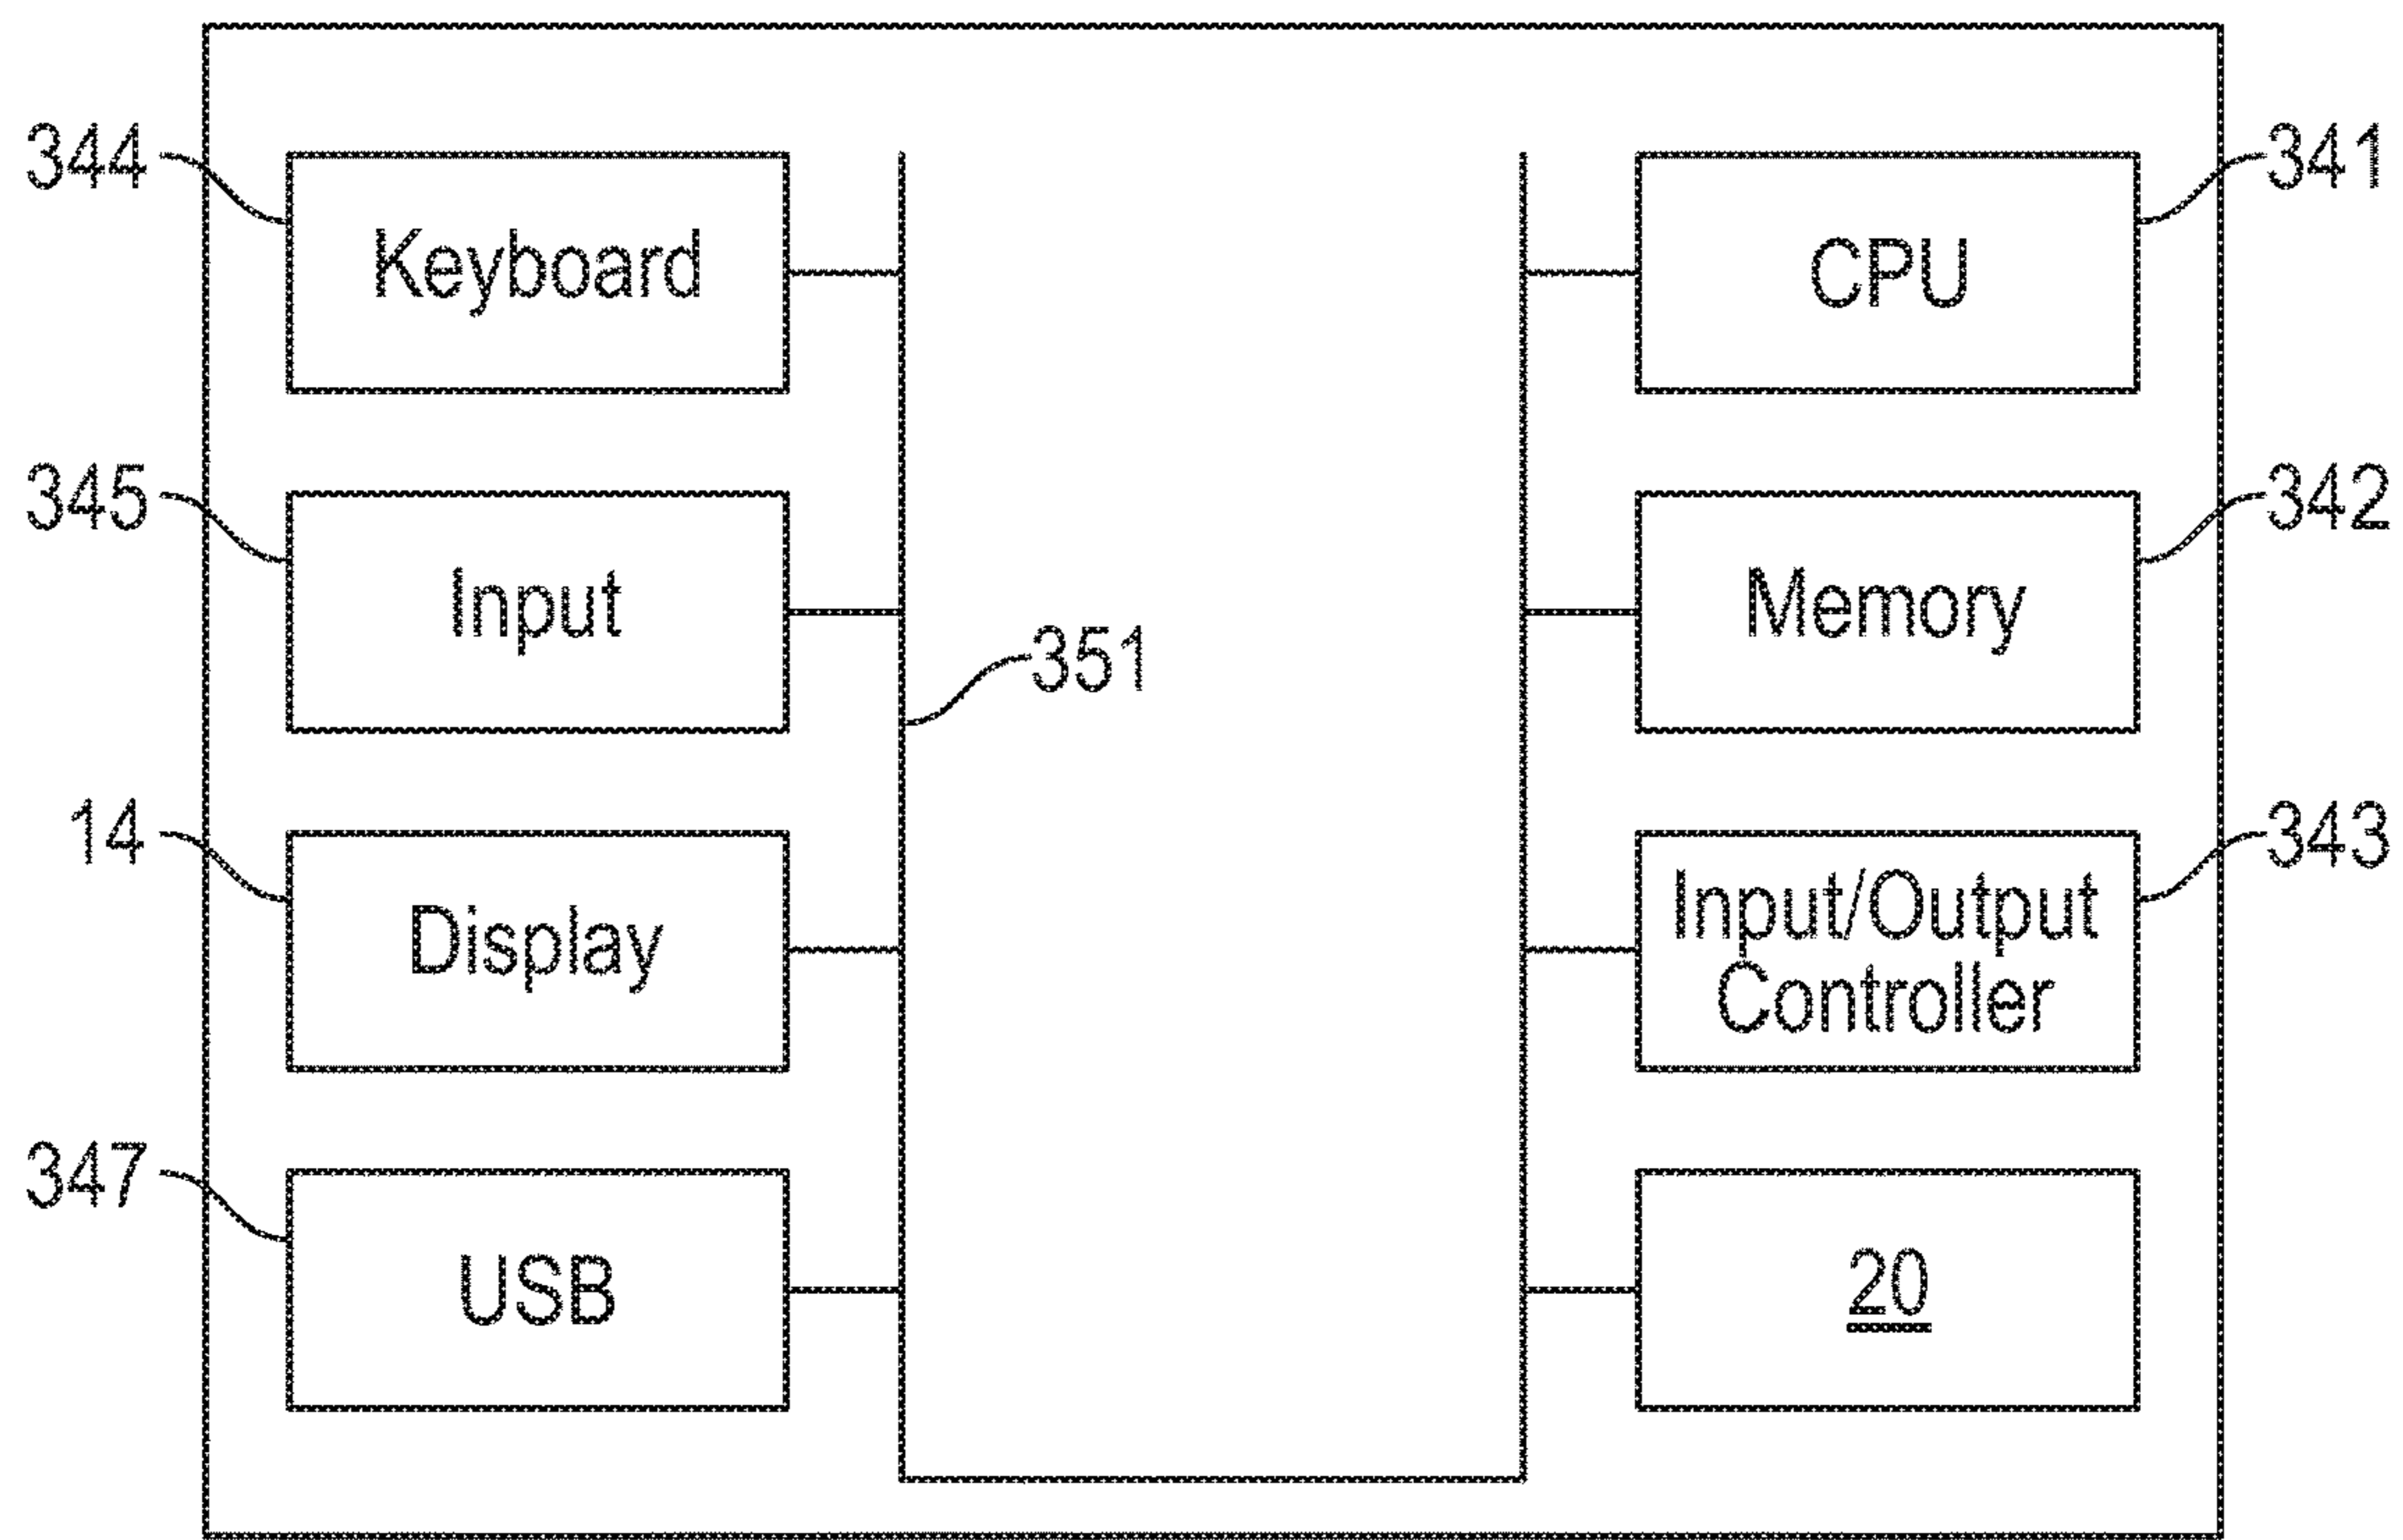 344
Keyboard
CPU
341
345
Input
Memory
342
351
14
Display
Input/Output
Controller
343
347
USB
20